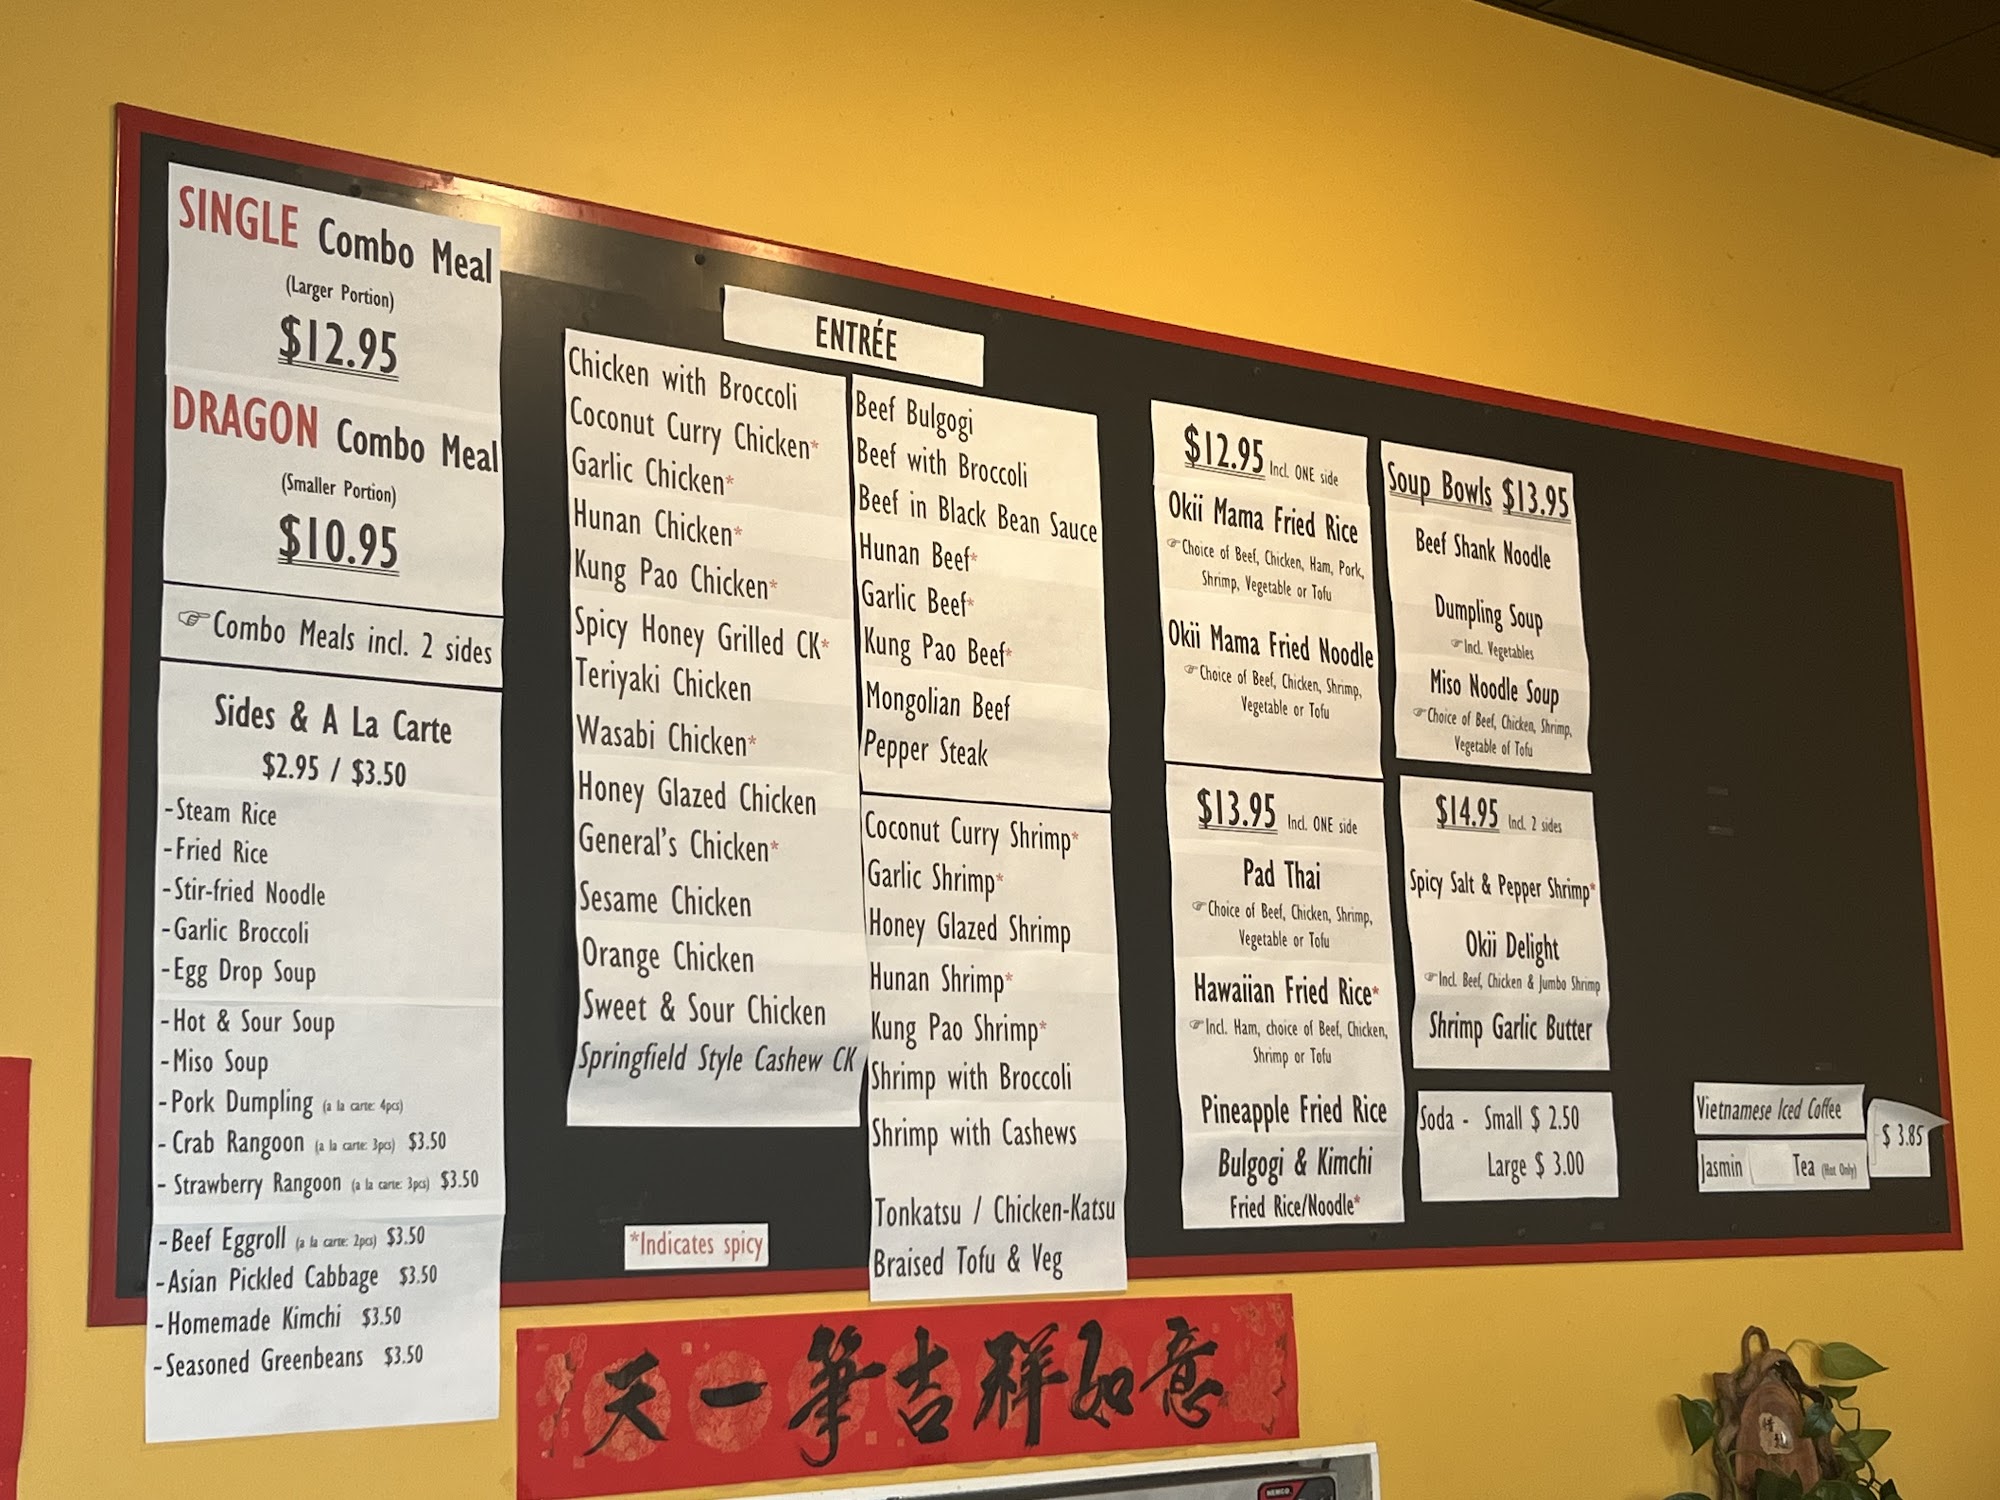 SINGLE Combo Meal
(Larger Portion)
$12.95
DRAGON Combo Meal
(Smaller Portion)
$10.95
☞Combo Meals incl. 2 sides
Sides & A La Carte
$2.95 / $3.50
-Steam Rice
-Fried Rice
-Stir-fried Noodle
-Garlic Broccoli
-Egg Drop Soup
-Hot & Sour Soup
-Miso Soup
-Pork Dumpling (a la carte: 4pcs)
- Crab Rangoon (a la carte: 3pcs) $3.50
- Strawberry Rangoon (a la carte: 3pcs) $3.50
-Beef Eggroll (a la carte: 2pcs) $3.50
-Asian Pickled Cabbage $3.50
-Homemade Kimchi $3.50
-Seasoned Greenbeans $3.50
ENTRÉE
Chicken with Broccoli
Coconut Curry Chicken*
Garlic Chicken*
Hunan Chicken*
Kung Pao Chicken*
Spicy Honey Grilled CK*
Teriyaki Chicken
Wasabi Chicken*
Honey Glazed Chicken
General's Chicken*
Sesame Chicken
Orange Chicken
Sweet & Sour Chicken
Springfield Style Cashew CK
*Indicates spicy
Beef Bulgogi
Beef with Broccoli
Beef in Black Bean Sauce
Hunan Beef*
Garlic Beef*
Kung Pao Beef*
Mongolian Beef
Pepper Steak
Coconut Curry Shrimp*
Garlic Shrimp*
Honey Glazed Shrimp
Hunan Shrimp*
Kung Pao Shrimp*
Shrimp with Broccoli
Shrimp with Cashews
Tonkatsu / Chicken-Katsu
Braised Tofu & Veg
$12.95 Incl. ONE side
Okii Mama Fried Rice
☞Choice of Beef, Chicken, Ham, Pork,
Shrimp, Vegetable or Tofu
Okii Mama Fried Noodle
☞Choice of Beef, Chicken, Shrimp,
Vegetable or Tofu
$13.95 Incl. ONE side
Pad Thai
☞Choice of Beef, Chicken, Shrimp,
Vegetable or Tofu
Hawaiian Fried Rice*
☞Incl. Ham, choice of Beef, Chicken,
Shrimp or Tofu
Pineapple Fried Rice
Bulgogi & Kimchi
Fried Rice/Noodle*
Soup Bowls $13.95
Beef Shank Noodle
Dumpling Soup
☞Incl. Vegetables
Miso Noodle Soup
☞Choice of Beef, Chicken, Shrimp,
Vegetable of Tofu
$14.95 Incl. 2 sides
Spicy Salt & Pepper Shrimp*
Okii Delight
☞Incl. Beef, Chicken & Jumbo Shrimp
Shrimp Garlic Butter
Soda - Small $ 2.50
Large $ 3.00
Vietnamese Iced Coffee
$ 3.85
Jasmin Tea (Hot Only)
天一筆吉祥如意
NEMCO